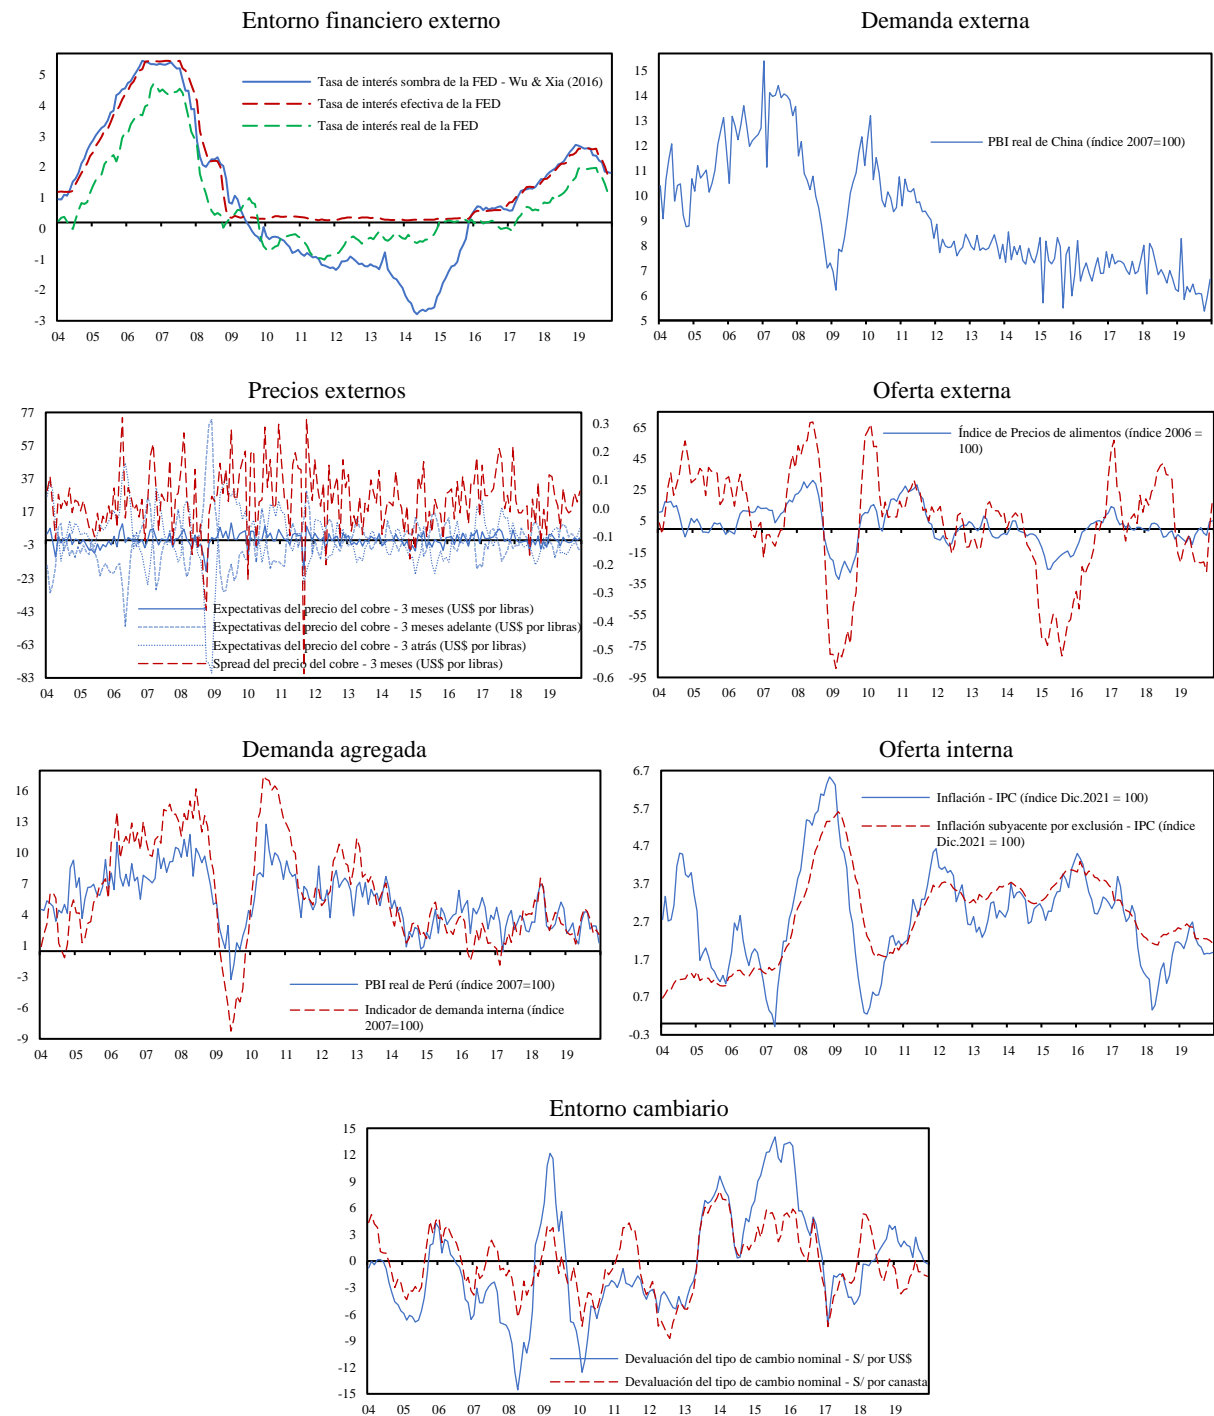 Entorno financiero externo
5
4
3
2
1
0
-1
-2
-3
Tasa de interés sombra de la FED - Wu & Xia (2016)
Tasa de interés efectiva de la FED
Tasa de interés real de la FED
04 05 06 07 08 09 10 11 12 13 14 15 16 17 18 19
Demanda externa
15
14
13
12
11
10
9
8
7
6
5
PBI real de China (índice 2007=100)
04 05 06 07 08 09 10 11 12 13 14 15 16 17 18 19
Precios externos
77
57
37
17
-3
-23
-43
-63
-83
0.3
0.2
0.1
0.0
-0.1
-0.2
-0.3
-0.4
-0.5
-0.6
Expectativas del precio del cobre - 3 meses (US$ por libras)
Expectativas del precio del cobre - 3 meses adelante (US$ por libras)
Expectativas del precio del cobre - 3 atrás (US$ por libras)
Spread del precio del cobre - 3 meses (US$ por libras)
04 05 06 07 08 09 10 11 12 13 14 15 16 17 18 19
Oferta externa
65
45
25
5
-15
-35
-55
-75
-95
Índice de Precios de alimentos (índice 2006 =
100)
04 05 06 07 08 09 10 11 12 13 14 15 16 17 18 19
Demanda agregada
16
13
10
7
4
1
-3
-6
-9
PBI real de Perú (índice 2007=100)
Indicador de demanda interna (índice
2007=100)
04 05 06 07 08 09 10 11 12 13 14 15 16 17 18 19
Oferta interna
6.7
5.7
4.7
3.7
2.7
1.7
0.7
-0.3
Inflación - IPC (índice Dic.2021 = 100)
Inflación subyacente por exclusión - IPC (índice
Dic.2021 = 100)
04 05 06 07 08 09 10 11 12 13 14 15 16 17 18 19
Entorno cambiario
15
12
9
6
3
0
-3
-6
-9
-12
-15
Devaluación del tipo de cambio nominal - S/ por US$
Devaluación del tipo de cambio nominal - S/ por canasta
04 05 06 07 08 09 10 11 12 13 14 15 16 17 18 19